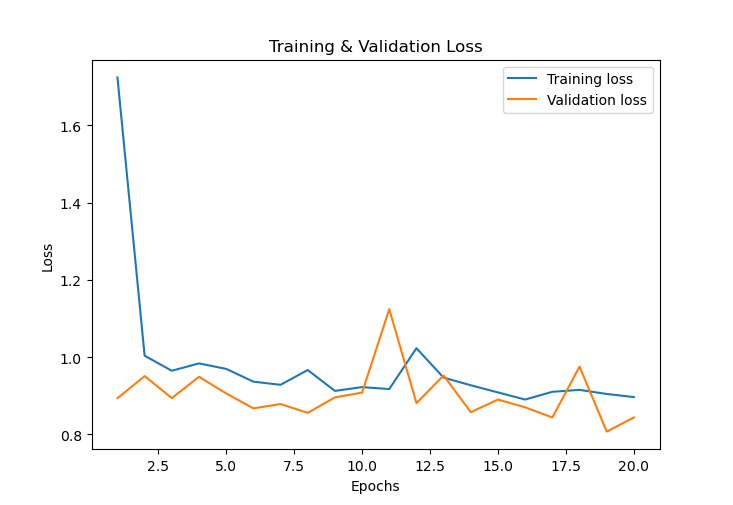 Training & Validation Loss
Training loss
Validation loss
Loss
1.6
1.4
1.2
1.0
0.8
2.5 5.0 7.5 10.0 12.5 15.0 17.5 20.0
Epochs